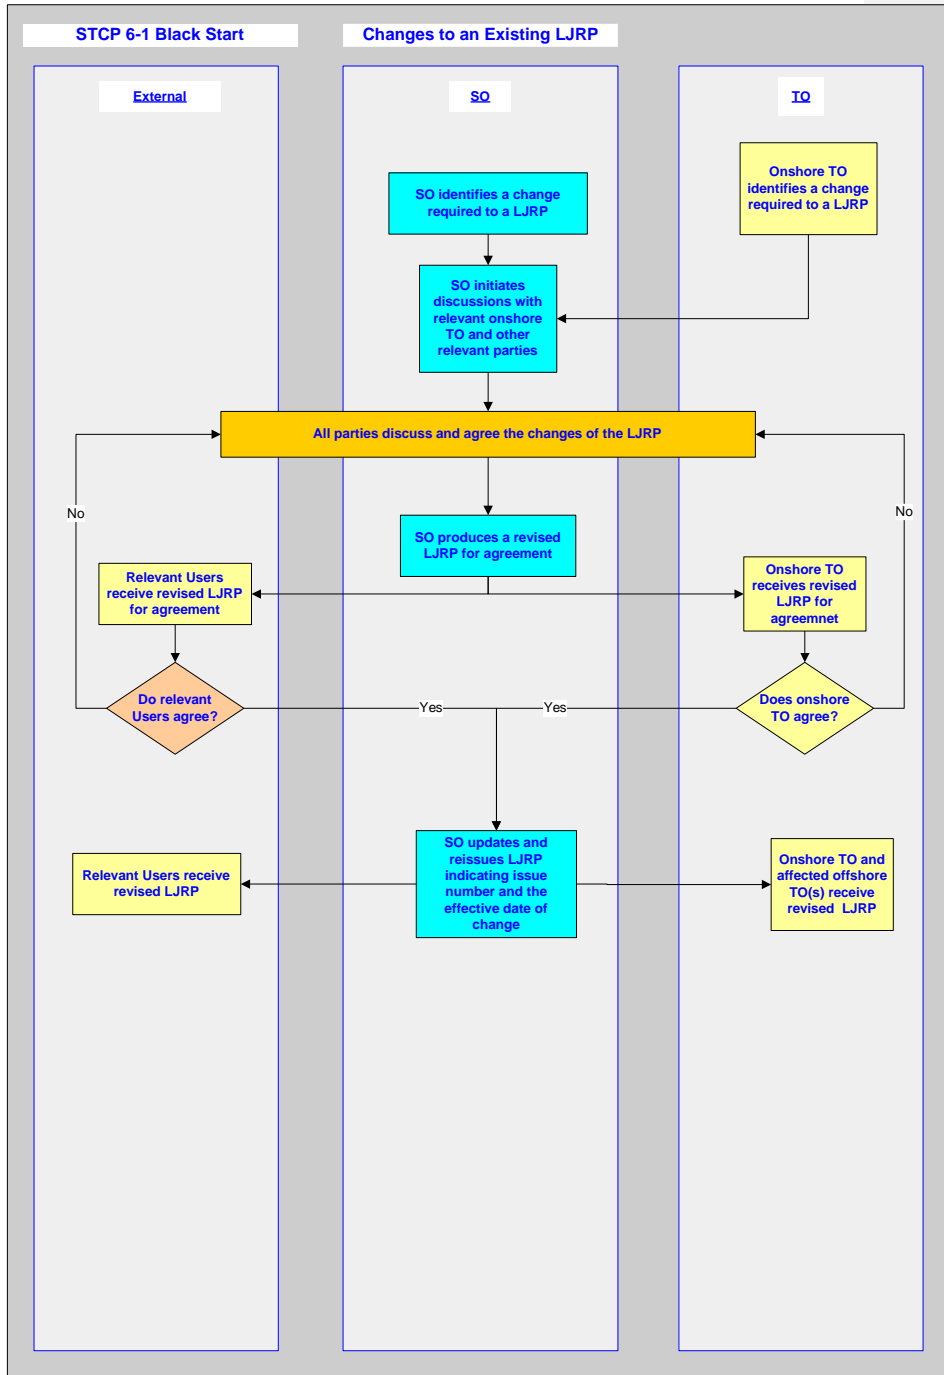 STCP 6-1 Black Start
Changes to an Existing LJRP
External
SO
TO
SO identifies a change
required to a LJRP
Onshore TO
identifies a change
required to a LJRP
SO initiates
discussions with
relevant onshore
TO and other
relevant parties
All parties discuss and agree the changes of the LJRP
No
No
SO produces a revised
LJRP for agreement
Relevant Users
receive revised LJRP
for agreement
Onshore TO
receives revised
LJRP for
agreemnet
Do relevant
Users agree?
Yes
Yes
Does onshore
TO agree?
SO updates and
reissues LJRP
indicating issue
number and the
effective date of
change
Relevant Users receive
revised LJRP
Onshore TO and
affected offshore
TO(s) receive
revised LJRP